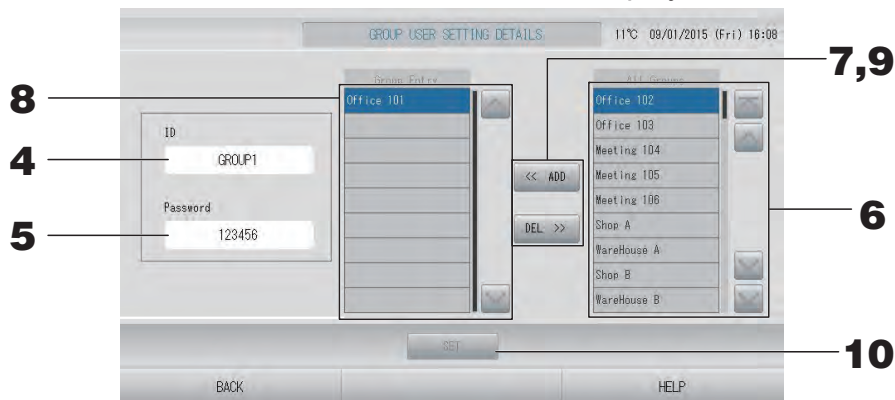 GROUP USER SETTING DETAILS 11°C 09/01/2015 (Fri) 16:08
7,9
8
Group Entry
All Groups
Office 101
Office 102
Office 103
Meeting 104
Meeting 105
Meeting 106
Shop A
WareHouse A
Shop B
WareHouse B
ID
4
GROUP1
Password
5
123456
<< ADD
DEL >>
6
SET
10
BACK
HELP